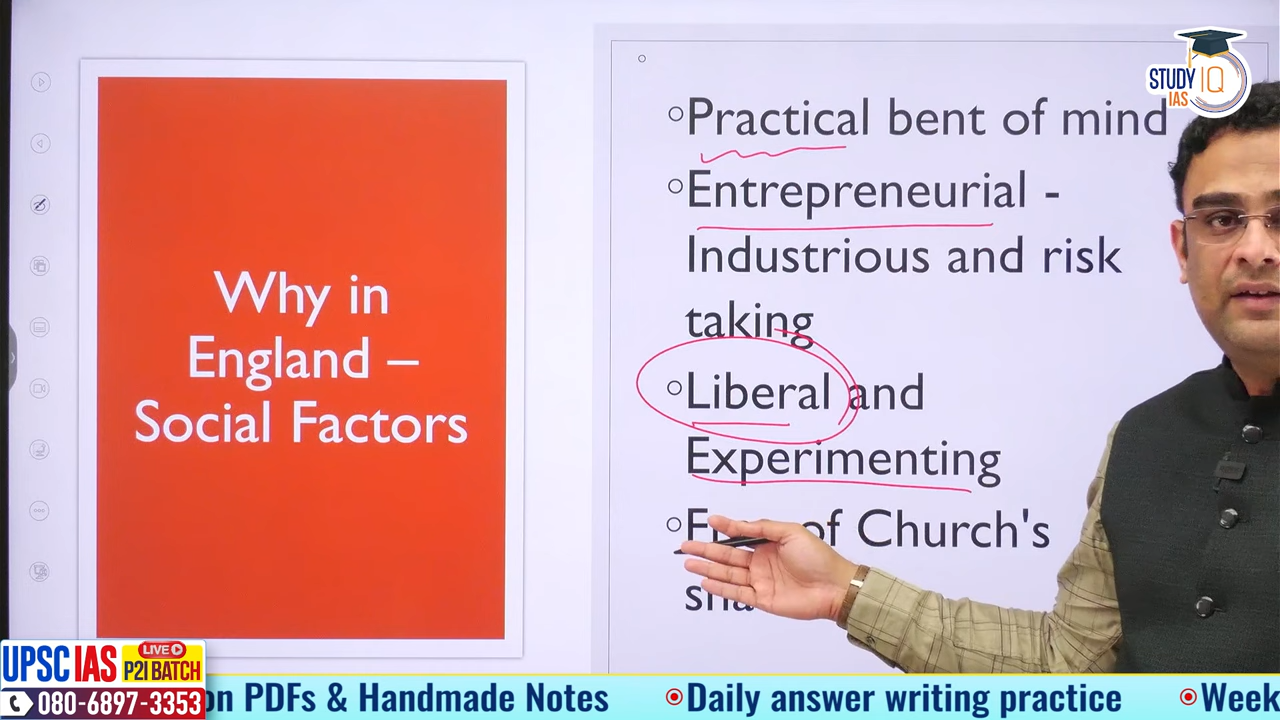 Why in
England –
Social Factors
Practical bent of mind
Entrepreneurial -
Industrious and risk
taking
Liberal and
Experimenting
of Church's
STUDY IQ
IAS
LIVE
UPSC IAS P2I BATCH
080-6897-3353
on PDFs & Handmade Notes
Daily answer writing practice
Week